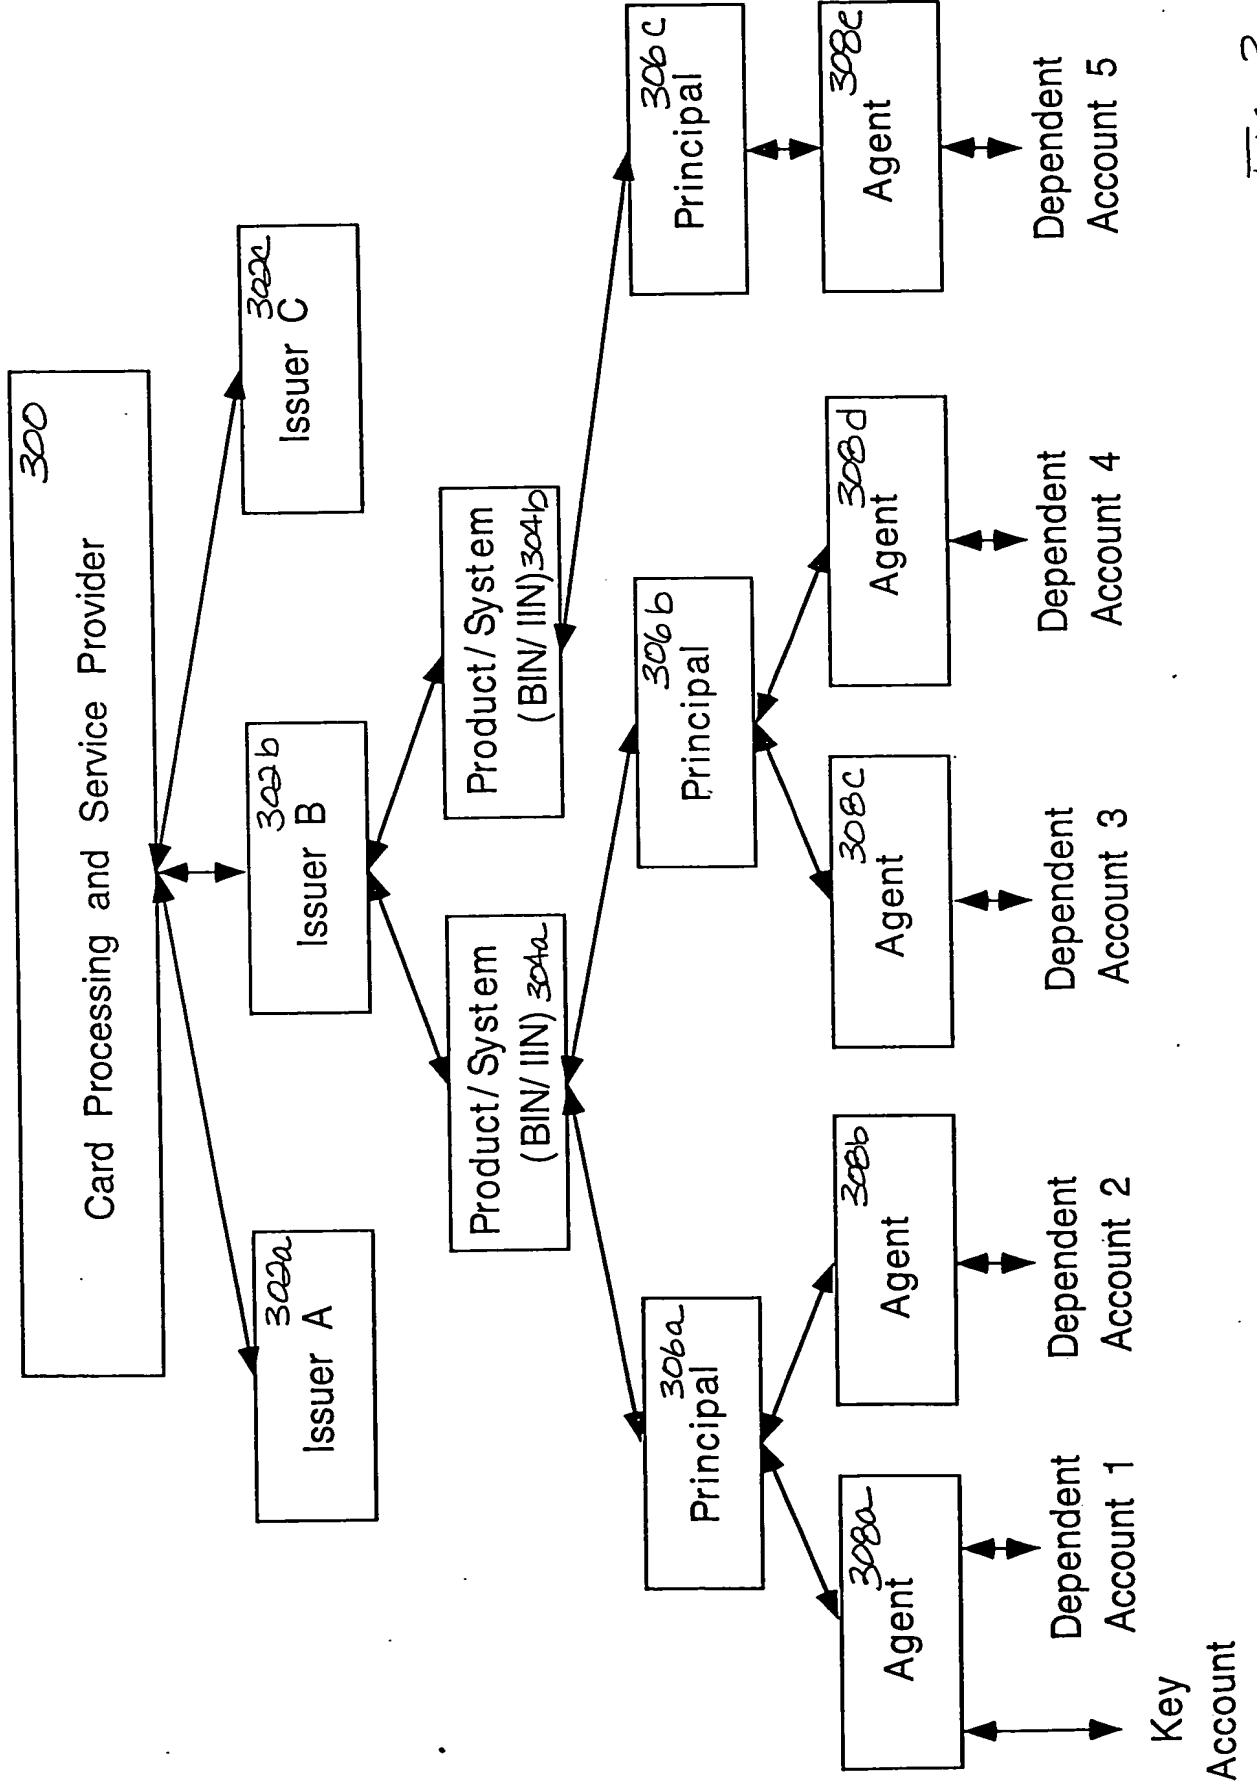 300
Card Processing and Service Provider
302a
Issuer A
302b
Issuer B
302c
Issuer C
Product/System
(BIN/IIN) 304a
Product/System
(BIN/IIN) 304b
306a
Principal
306b
Principal
306c
Principal
308a
Agent
308b
Agent
308c
Agent
308d
Agent
308e
Agent
Key
Account
Dependent
Account 1
Dependent
Account 2
Dependent
Account 3
Dependent
Account 4
Dependent
Account 5